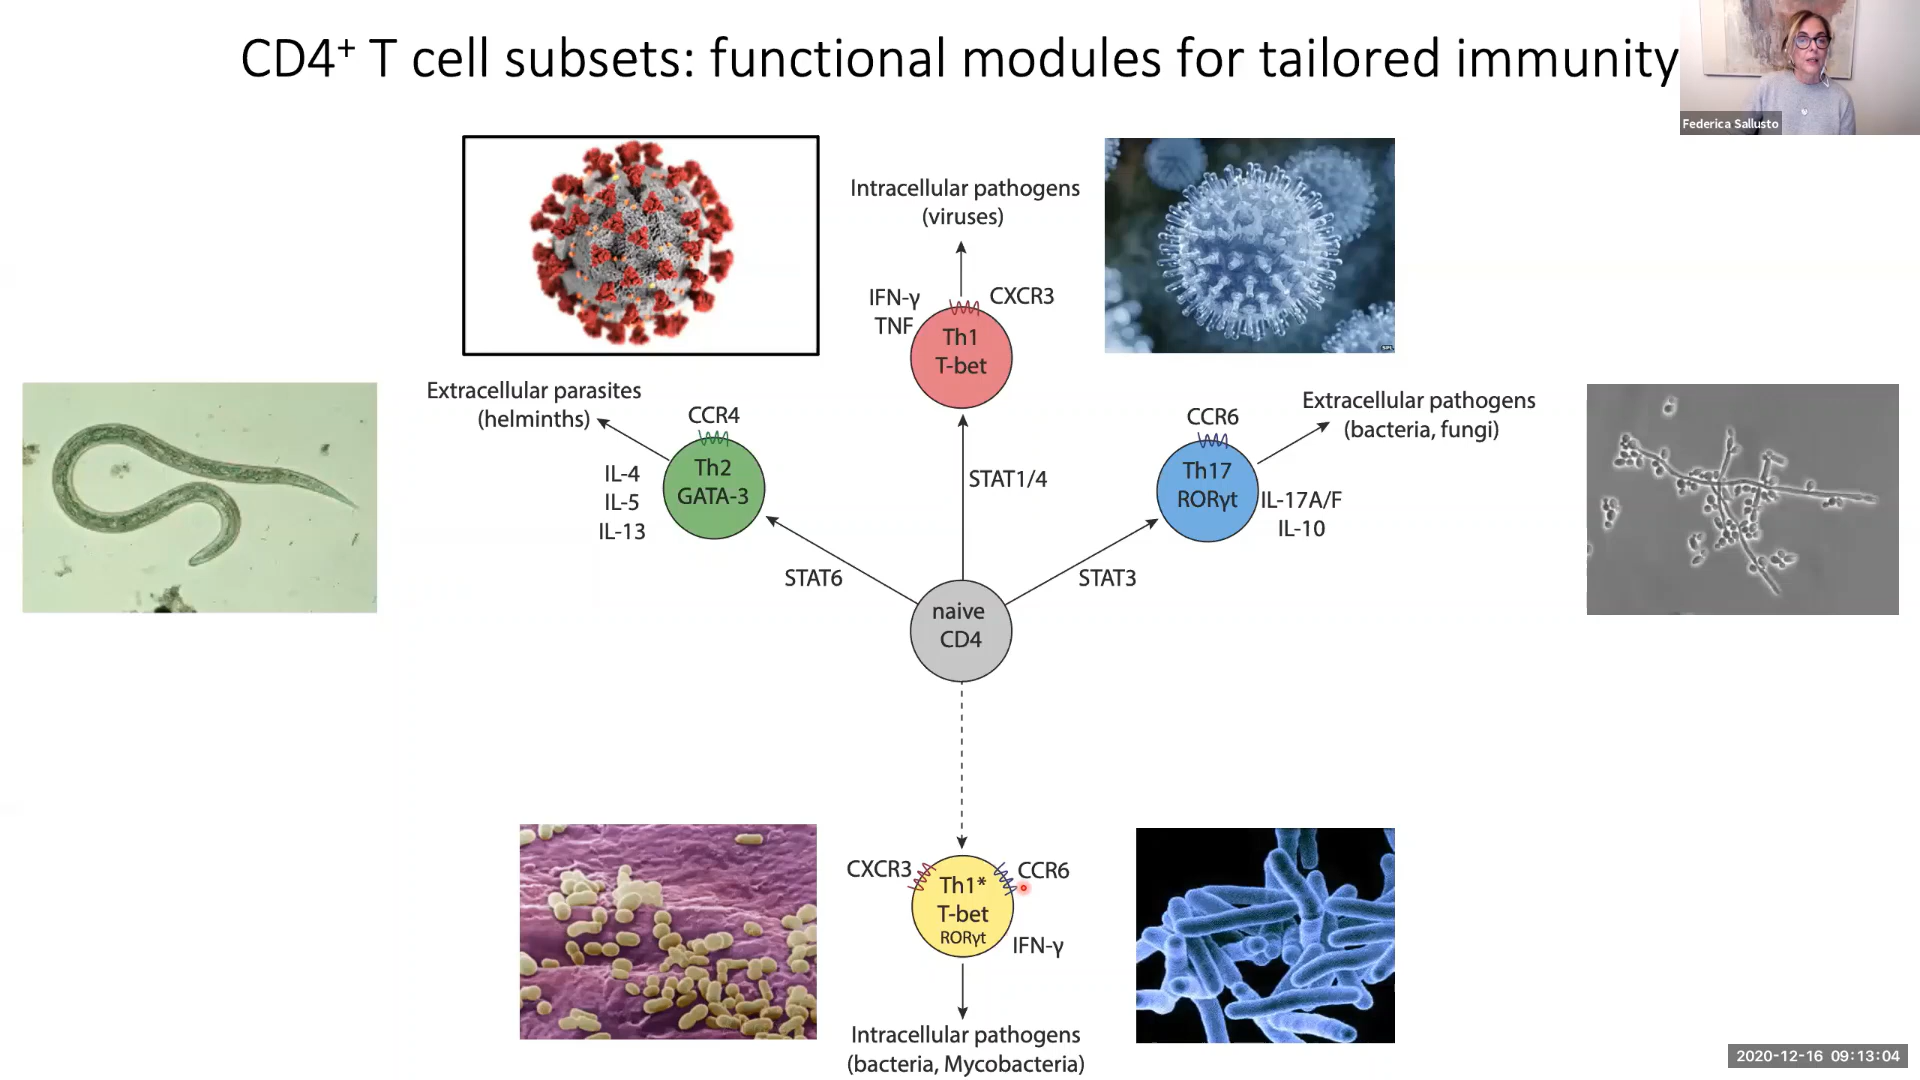 CD4⁺ T cell subsets: functional modules for tailored immunity
Federica Sallusto
Intracellular pathogens
(viruses)
IFN-γ
TNF
CXCR3
Th1
T-bet
Extracellular parasites
(helminths)
CCR4
Th2
GATA-3
IL-4
IL-5
IL-13
STAT6
STAT1/4
CCR6
Th17
RORγt
Extracellular pathogens
(bacteria, fungi)
IL-17A/F
IL-10
STAT3
naive
CD4
CXCR3
CCR6
Th1*
T-bet
RORγt
IFN-γ
Intracellular pathogens
(bacteria, Mycobacteria)
2020-12-16 09:13:04